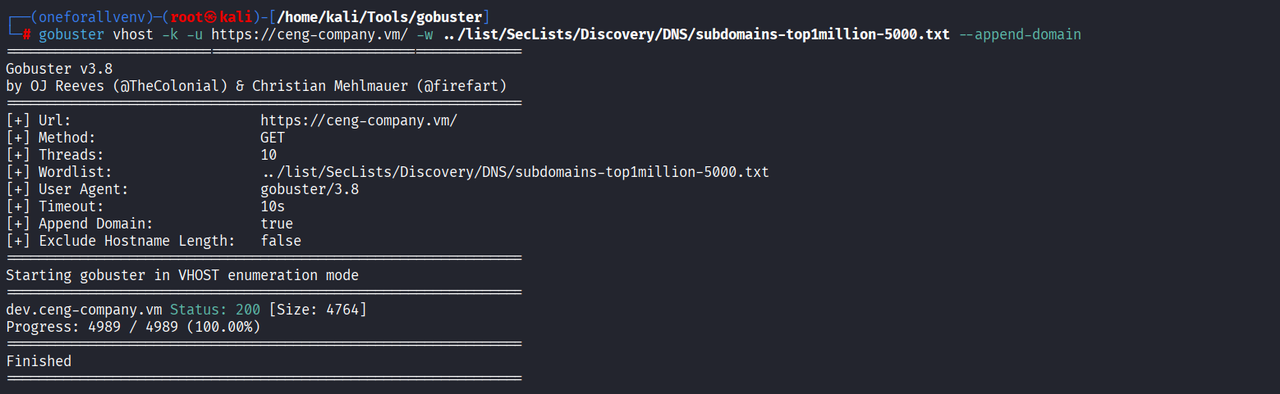 ┌──(oneforallvenv)─(root㉿kali)-[/home/kali/Tools/gobuster]
└─# gobuster vhost -k -u https://ceng-company.vm/ -w ../list/SecLists/Discovery/DNS/subdomains-top1million-5000.txt --append-domain
===============================================================
Gobuster v3.8
by OJ Reeves (@TheColonial) & Christian Mehlmauer (@firefart)
===============================================================
[+] Url:                       https://ceng-company.vm/
[+] Method:                    GET
[+] Threads:                   10
[+] Wordlist:                  ../list/SecLists/Discovery/DNS/subdomains-top1million-5000.txt
[+] User Agent:                gobuster/3.8
[+] Timeout:                   10s
[+] Append Domain:             true
[+] Exclude Hostname Length:   false
===============================================================
Starting gobuster in VHOST enumeration mode
===============================================================
dev.ceng-company.vm Status: 200 [Size: 4764]
Progress: 4989 / 4989 (100.00%)
===============================================================
Finished
===============================================================